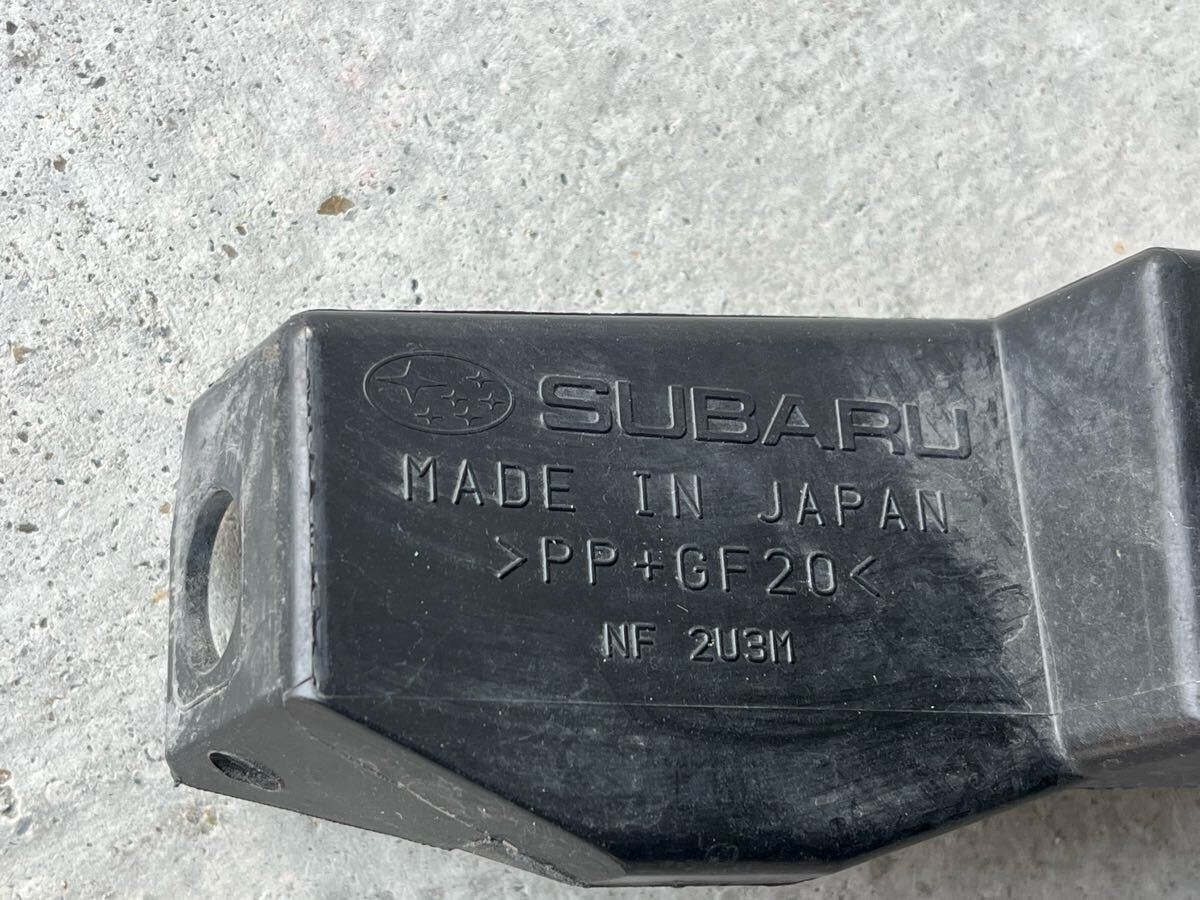 SUBARU
MADE IN JAPAN
>PP+GF20<
NF 2U3M